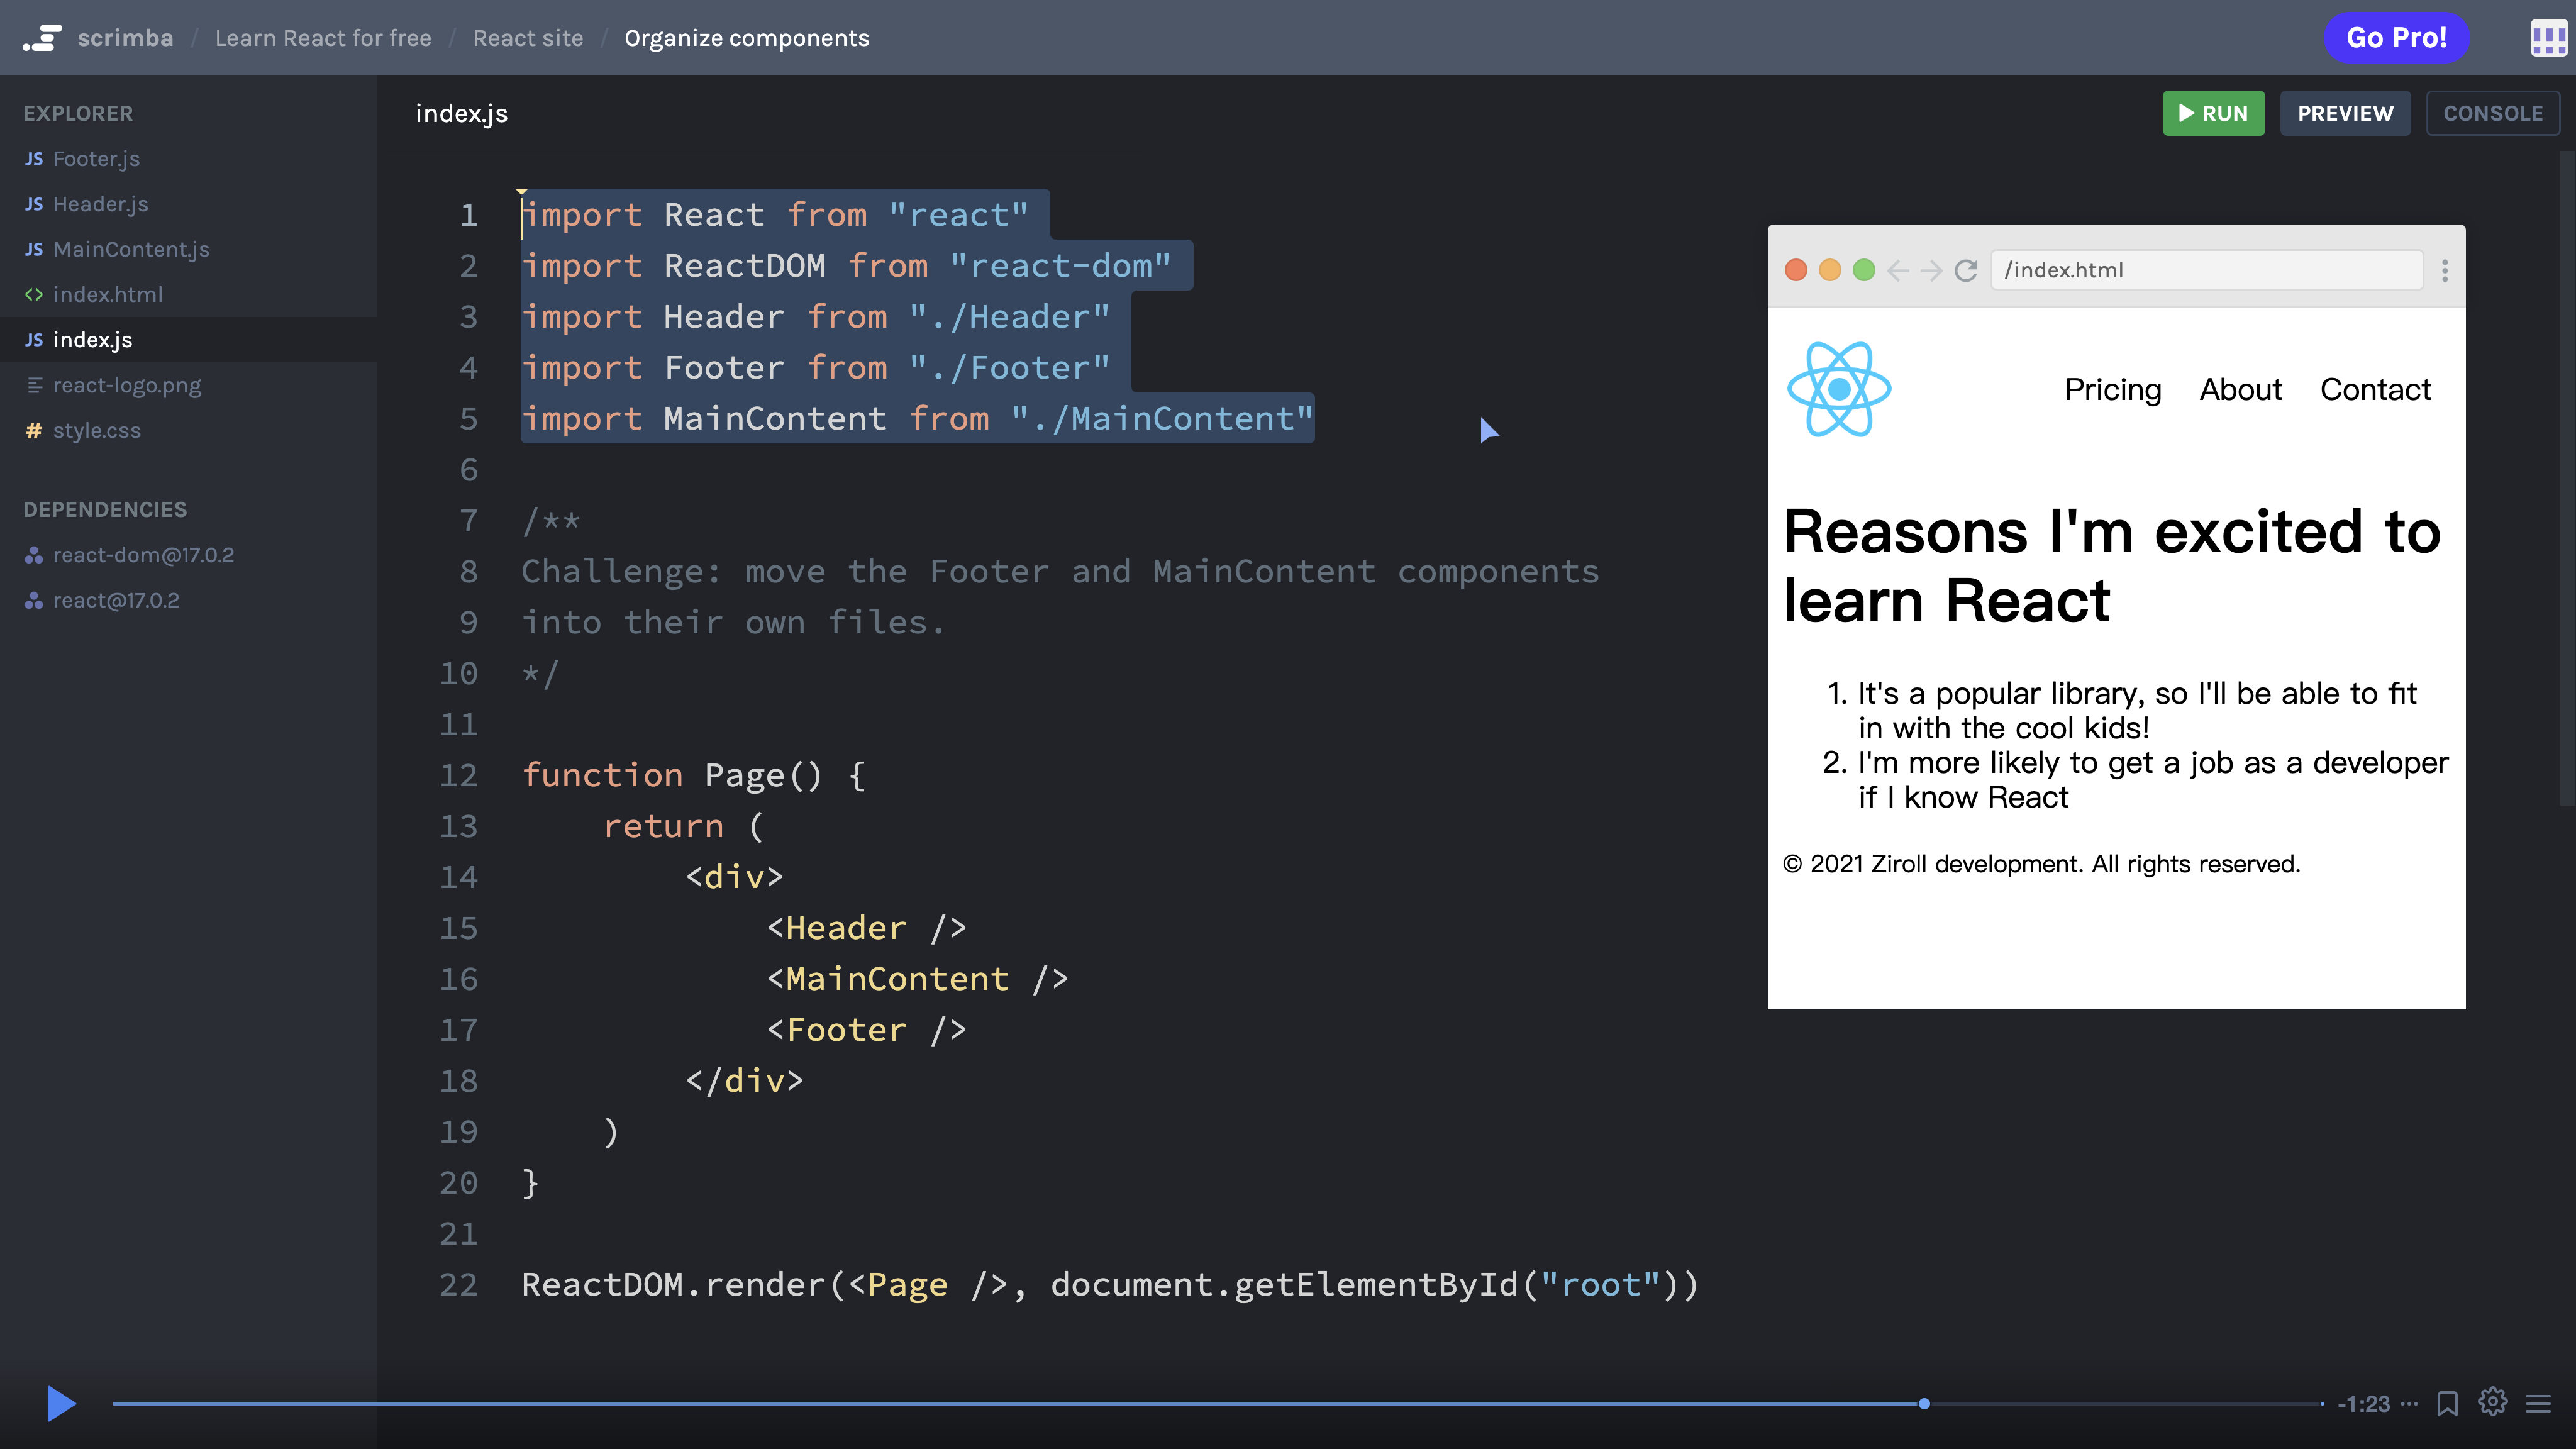 scrimba / Learn React for free / React site / Organize components
Go Pro!
EXPLORER
JS Footer.js
JS Header.js
JS MainContent.js
<> index.html
JS index.js
react-logo.png
# style.css
DEPENDENCIES
react-dom@17.0.2
react@17.0.2
index.js
RUN PREVIEW CONSOLE
1 import React from "react"
2 import ReactDOM from "react-dom"
3 import Header from "./Header"
4 import Footer from "./Footer"
5 import MainContent from "./MainContent"
6
7 /**
8 Challenge: move the Footer and MainContent components
9 into their own files.
10 */
11
12 function Page() {
13     return (
14         <div>
15             <Header />
16             <MainContent />
17             <Footer />
18         </div>
19     )
20 }
21
22 ReactDOM.render(<Page />, document.getElementById("root"))
/index.html
Pricing About Contact
Reasons I'm excited to
learn React
1. It's a popular library, so I'll be able to fit
in with the cool kids!
2. I'm more likely to get a job as a developer
if I know React
© 2021 Ziroll development. All rights reserved.
-1:23